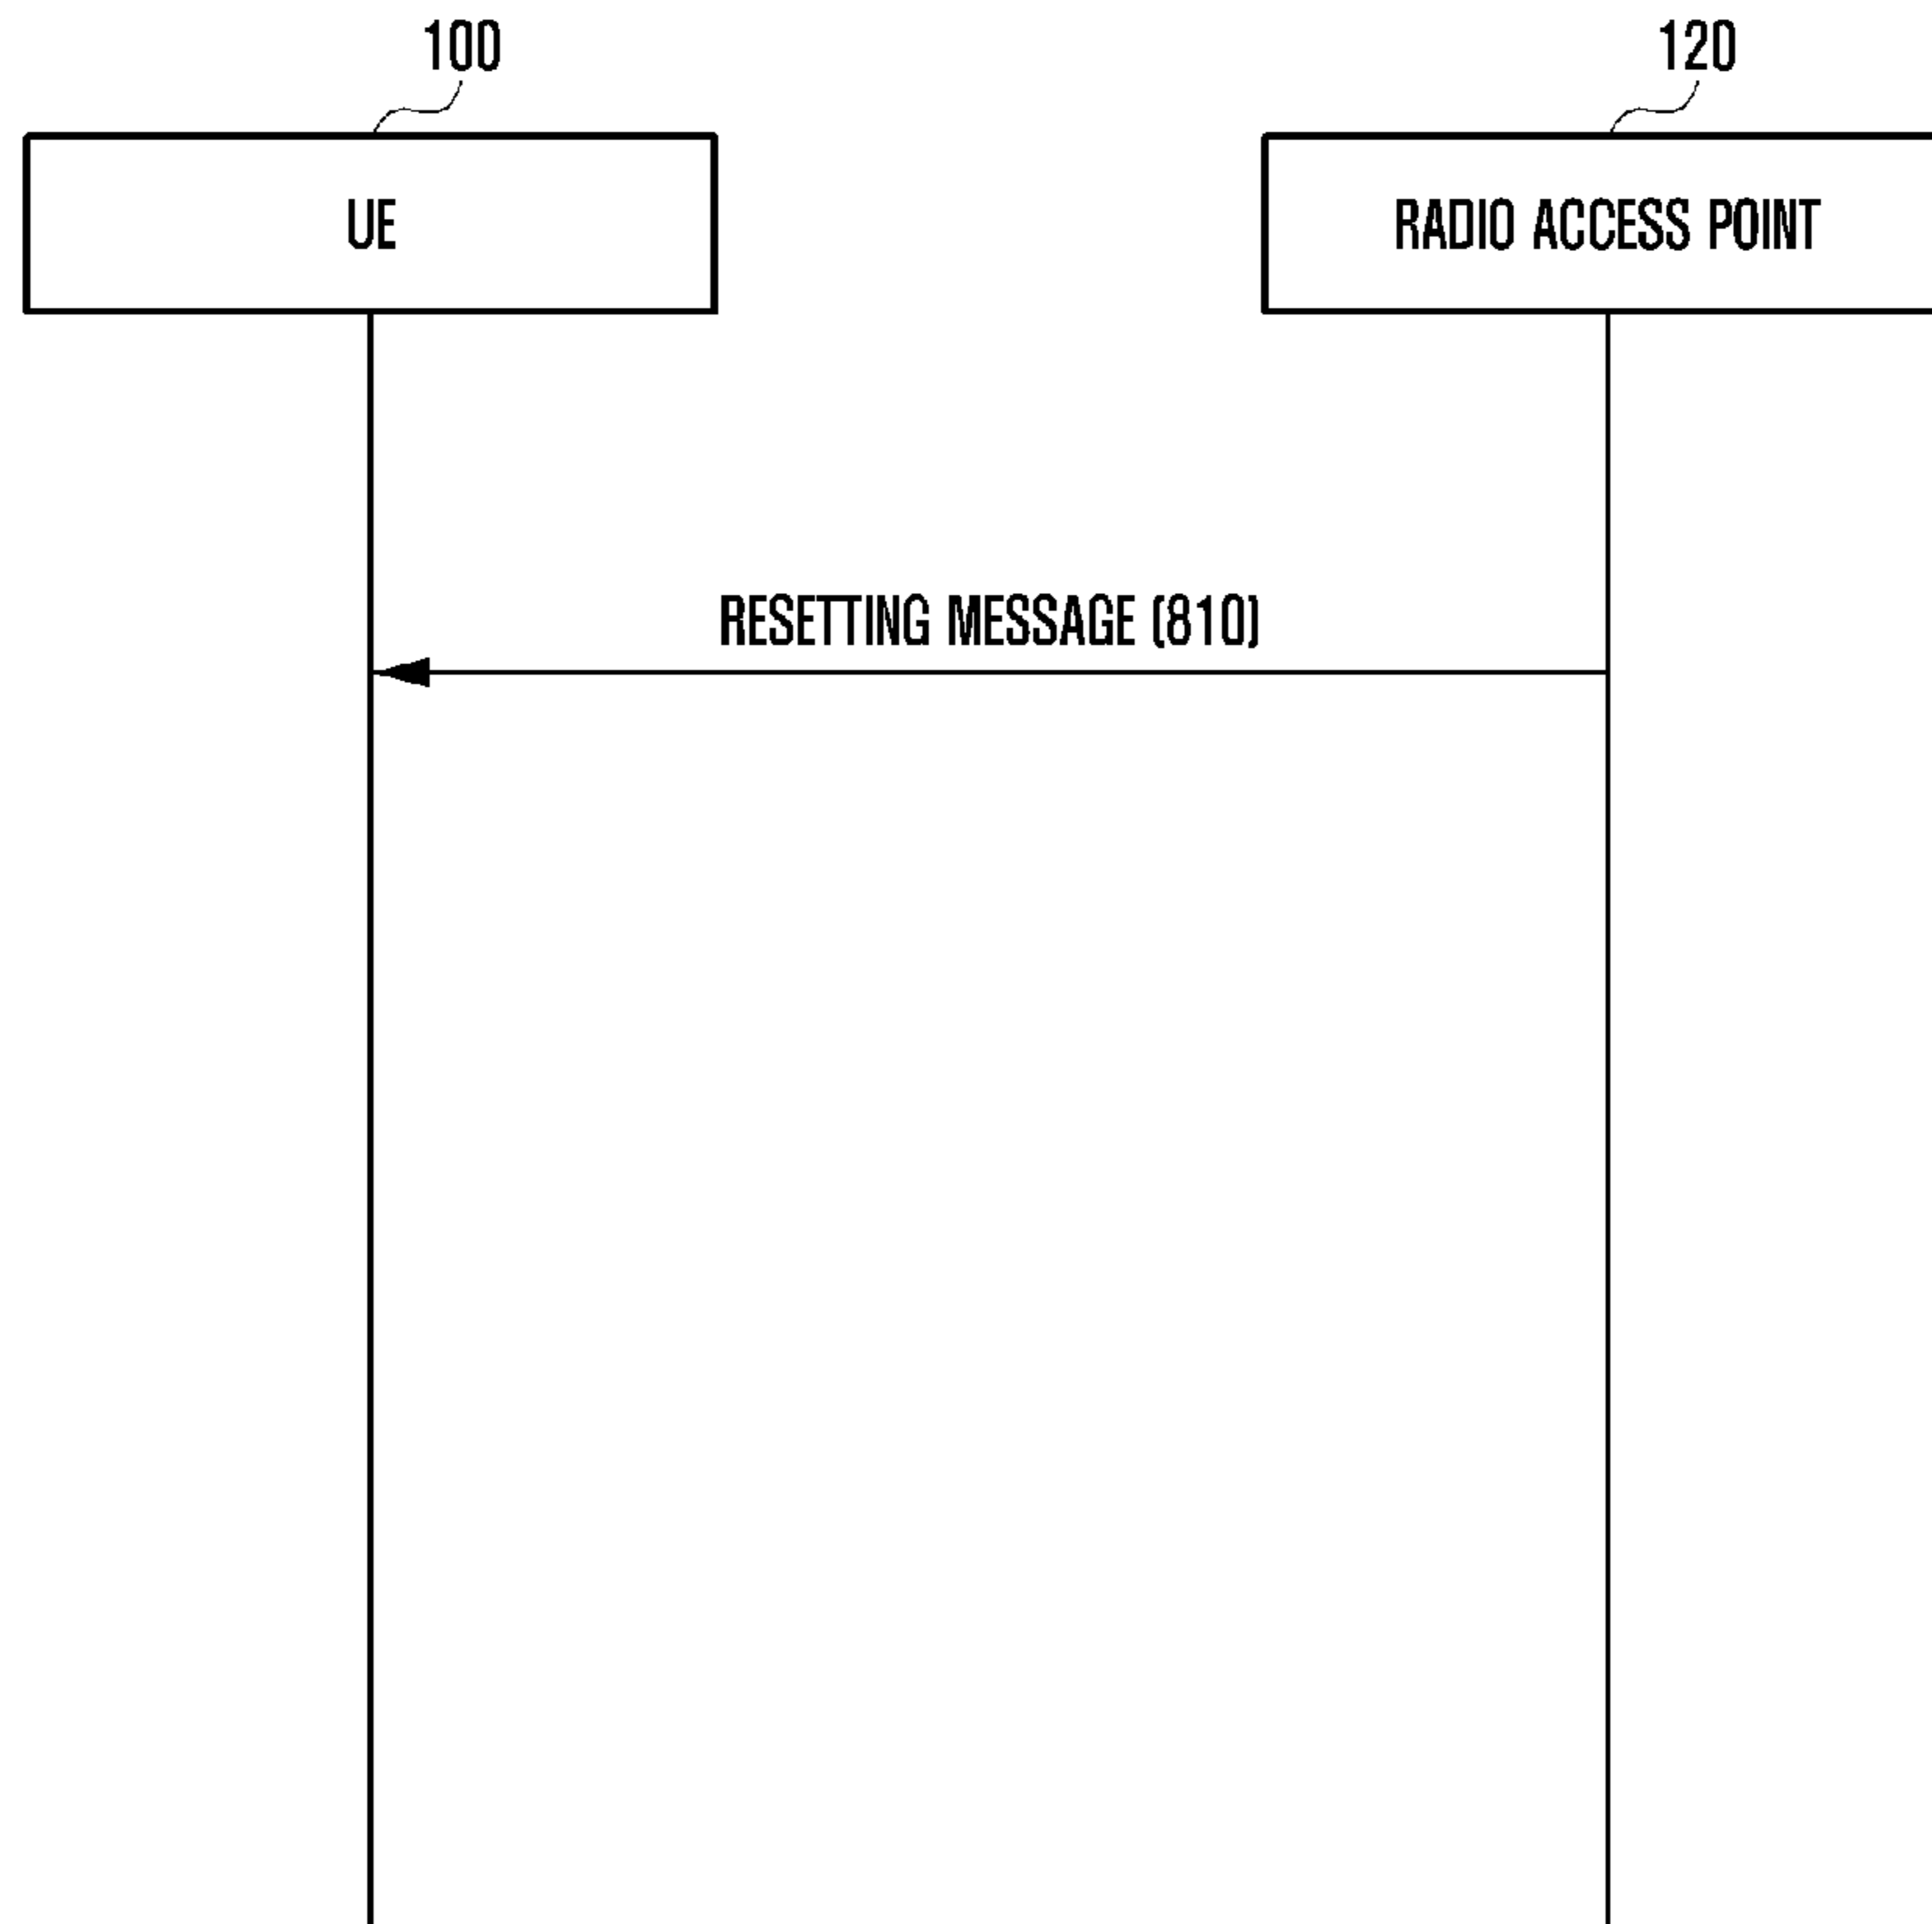 100
120
UE
RADIO ACCESS POINT
RESETTING MESSAGE (810)